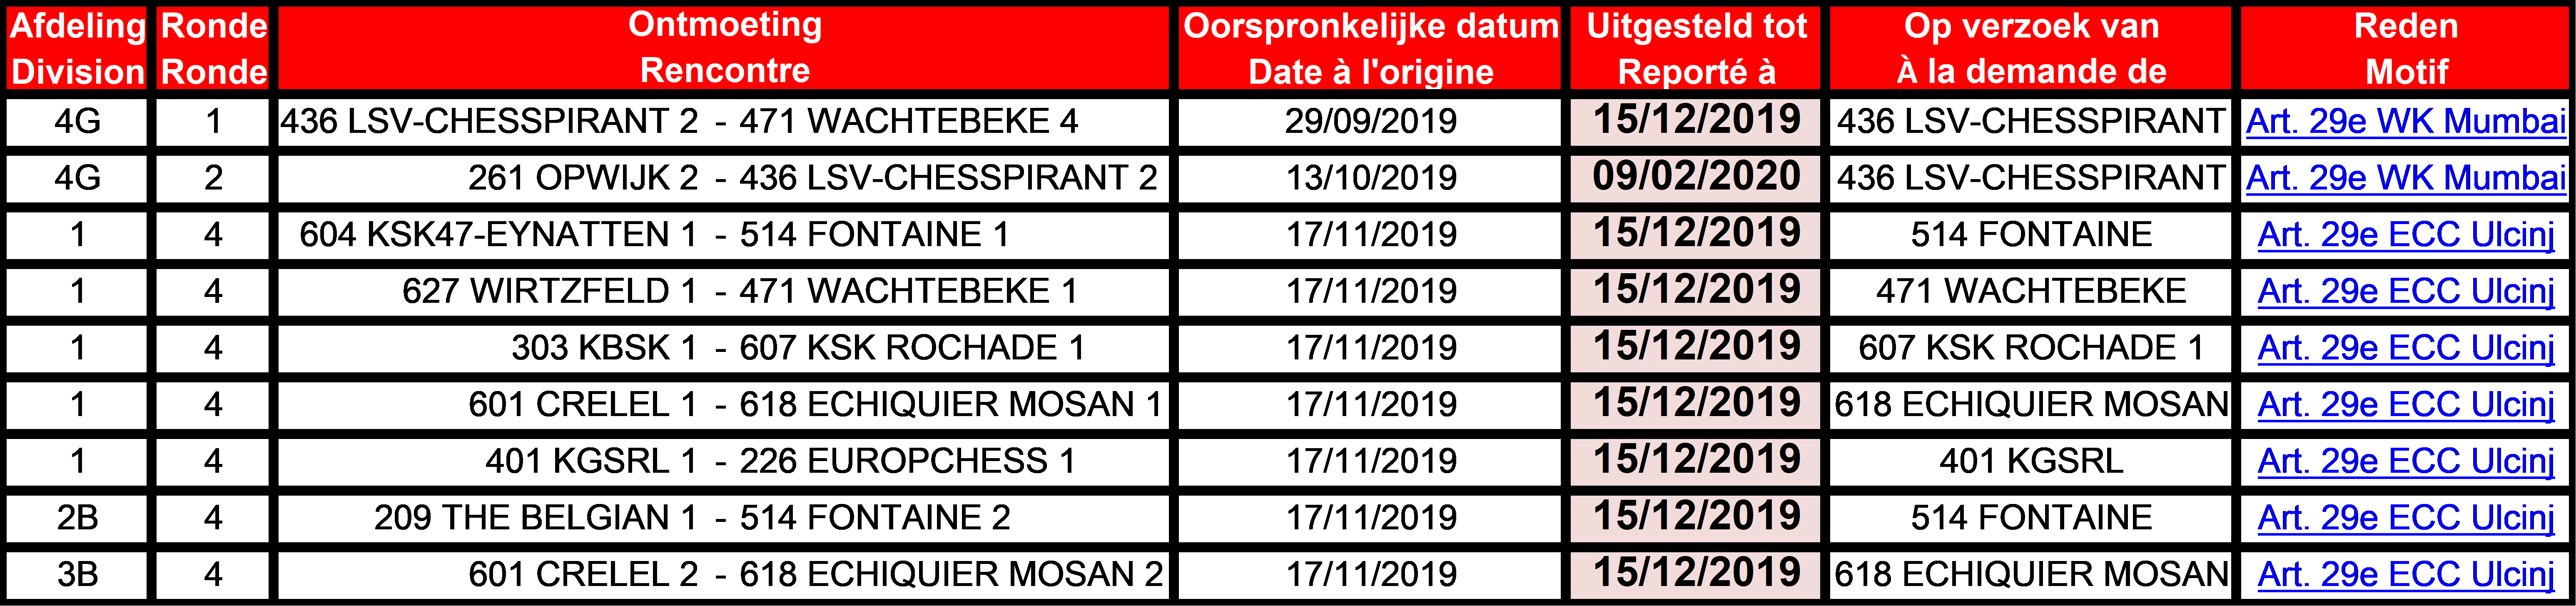 Afdeling Ronde Ontmoeting Oorspronkelijke datum Uitgesteld tot Op verzoek van Reden
Division Ronde Rencontre Date à l'origine Reporté à À la demande de Motif
4G 1 436 LSV-CHESSPIRANT 2 - 471 WACHTEBEKE 4 29/09/2019 15/12/2019 436 LSV-CHESSPIRANT Art. 29e WK Mumbai
4G 2 261 OPWIJK 2 - 436 LSV-CHESSPIRANT 2 13/10/2019 09/02/2020 436 LSV-CHESSPIRANT Art. 29e WK Mumbai
1 4 604 KSK47-EYNATTEN 1 - 514 FONTAINE 1 17/11/2019 15/12/2019 514 FONTAINE Art. 29e ECC Ulcinj
1 4 627 WIRTZFELD 1 - 471 WACHTEBEKE 1 17/11/2019 15/12/2019 471 WACHTEBEKE Art. 29e ECC Ulcinj
1 4 303 KBSK 1 - 607 KSK ROCHADE 1 17/11/2019 15/12/2019 607 KSK ROCHADE 1 Art. 29e ECC Ulcinj
1 4 601 CRELEL 1 - 618 ECHIQUIER MOSAN 1 17/11/2019 15/12/2019 618 ECHIQUIER MOSAN Art. 29e ECC Ulcinj
1 4 401 KGSRL 1 - 226 EUROPCHESS 1 17/11/2019 15/12/2019 401 KGSRL Art. 29e ECC Ulcinj
2B 4 209 THE BELGIAN 1 - 514 FONTAINE 2 17/11/2019 15/12/2019 514 FONTAINE Art. 29e ECC Ulcinj
3B 4 601 CRELEL 2 - 618 ECHIQUIER MOSAN 2 17/11/2019 15/12/2019 618 ECHIQUIER MOSAN Art. 29e ECC Ulcinj